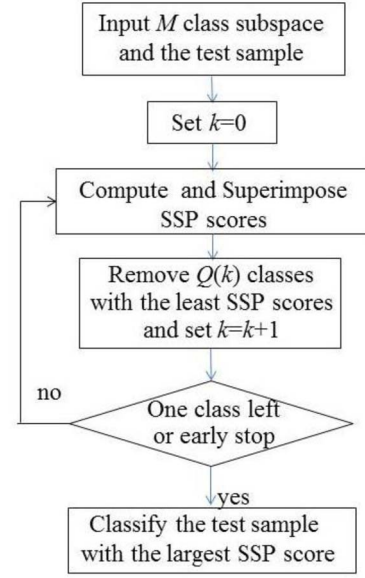 Input M class subspace
and the test sample
Set k=0
Compute and Superimpose
SSP scores
Remove Q(k) classes
with the least SSP scores
and set k=k+1
no
One class left
or early stop
yes
Classify the test sample
with the largest SSP score